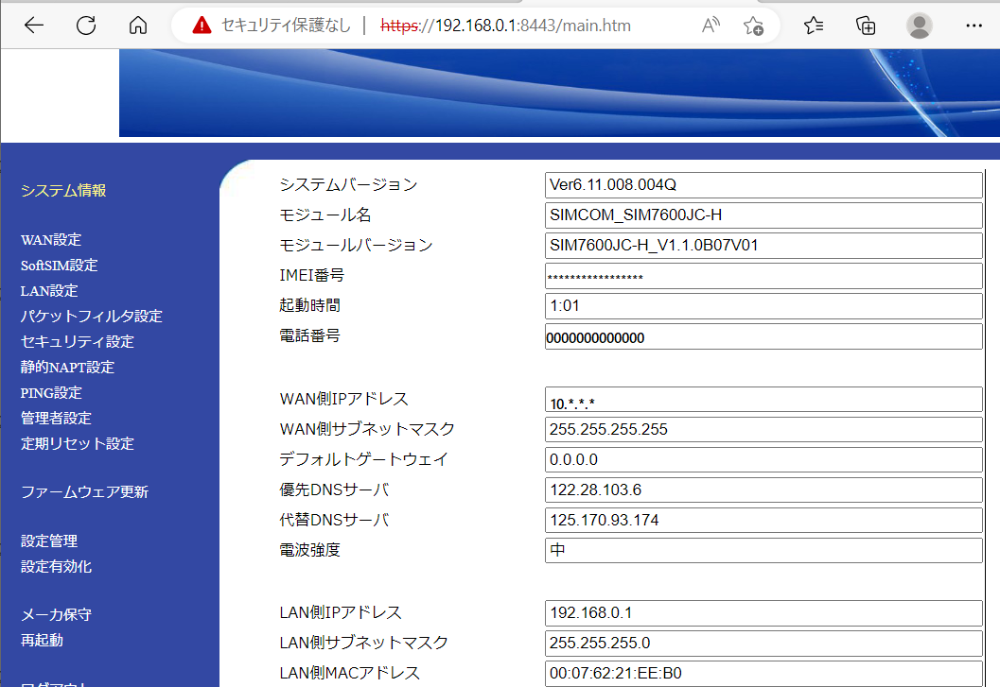 セキュリティ保護なし | https://192.168.0.1:8443/main.htm
システム情報
WAN設定
SoftSIM設定
LAN設定
パケットフィルタ設定
セキュリティ設定
静的NAPT設定
PING設定
管理者設定
定期リセット設定
ファームウェア更新
設定管理
設定有効化
メーカ保守
再起動
ログアウト
システムバージョン Ver6.11.008.004Q
モジュール名 SIMCOM_SIM7600JC-H
モジュールバージョン SIM7600JC-H_V1.1.0B07V01
IMEI番号 *****************
起動時間 1:01
電話番号 0000000000000
WAN側IPアドレス 10.*.*.*
WAN側サブネットマスク 255.255.255.255
デフォルトゲートウェイ 0.0.0.0
優先DNSサーバ 122.28.103.6
代替DNSサーバ 125.170.93.174
電波強度 中
LAN側IPアドレス 192.168.0.1
LAN側サブネットマスク 255.255.255.0
LAN側MACアドレス 00:07:62:21:EE:B0